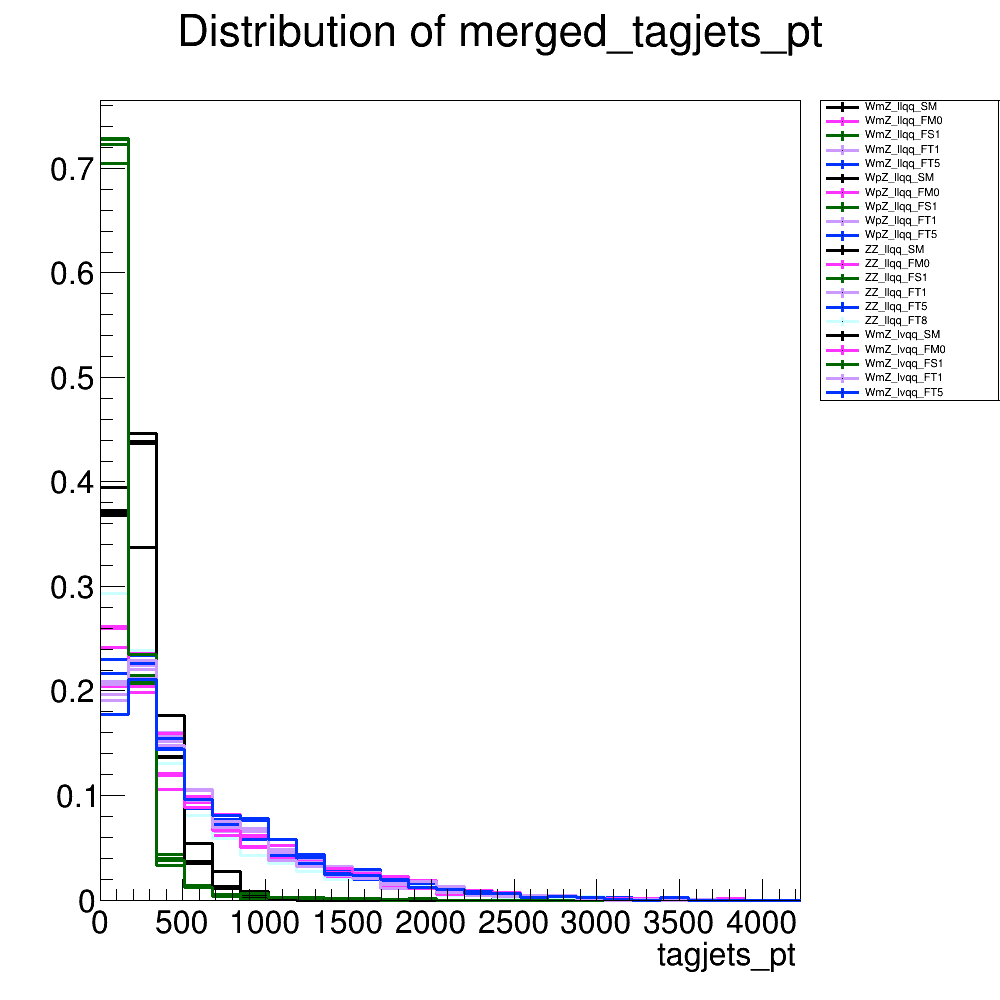 Distribution of merged_tagjets_pt
WmZ_llqq_SM
WmZ_llqq_FM0
WmZ_llqq_FS1
WmZ_llqq_FT1
WmZ_llqq_FT5
WpZ_llqq_SM
WpZ_llqq_FM0
WpZ_llqq_FS1
WpZ_llqq_FT1
WpZ_llqq_FT5
ZZ_llqq_SM
ZZ_llqq_FM0
ZZ_llqq_FS1
ZZ_llqq_FT1
ZZ_llqq_FT5
ZZ_llqq_FT8
WmZ_lvqq_SM
WmZ_lvqq_FM0
WmZ_lvqq_FS1
WmZ_lvqq_FT1
WmZ_lvqq_FT5
0.7
0.6
0.5
0.4
0.3
0.2
0.1
0
0 500 1000 1500 2000 2500 3000 3500 4000
tagjets_pt